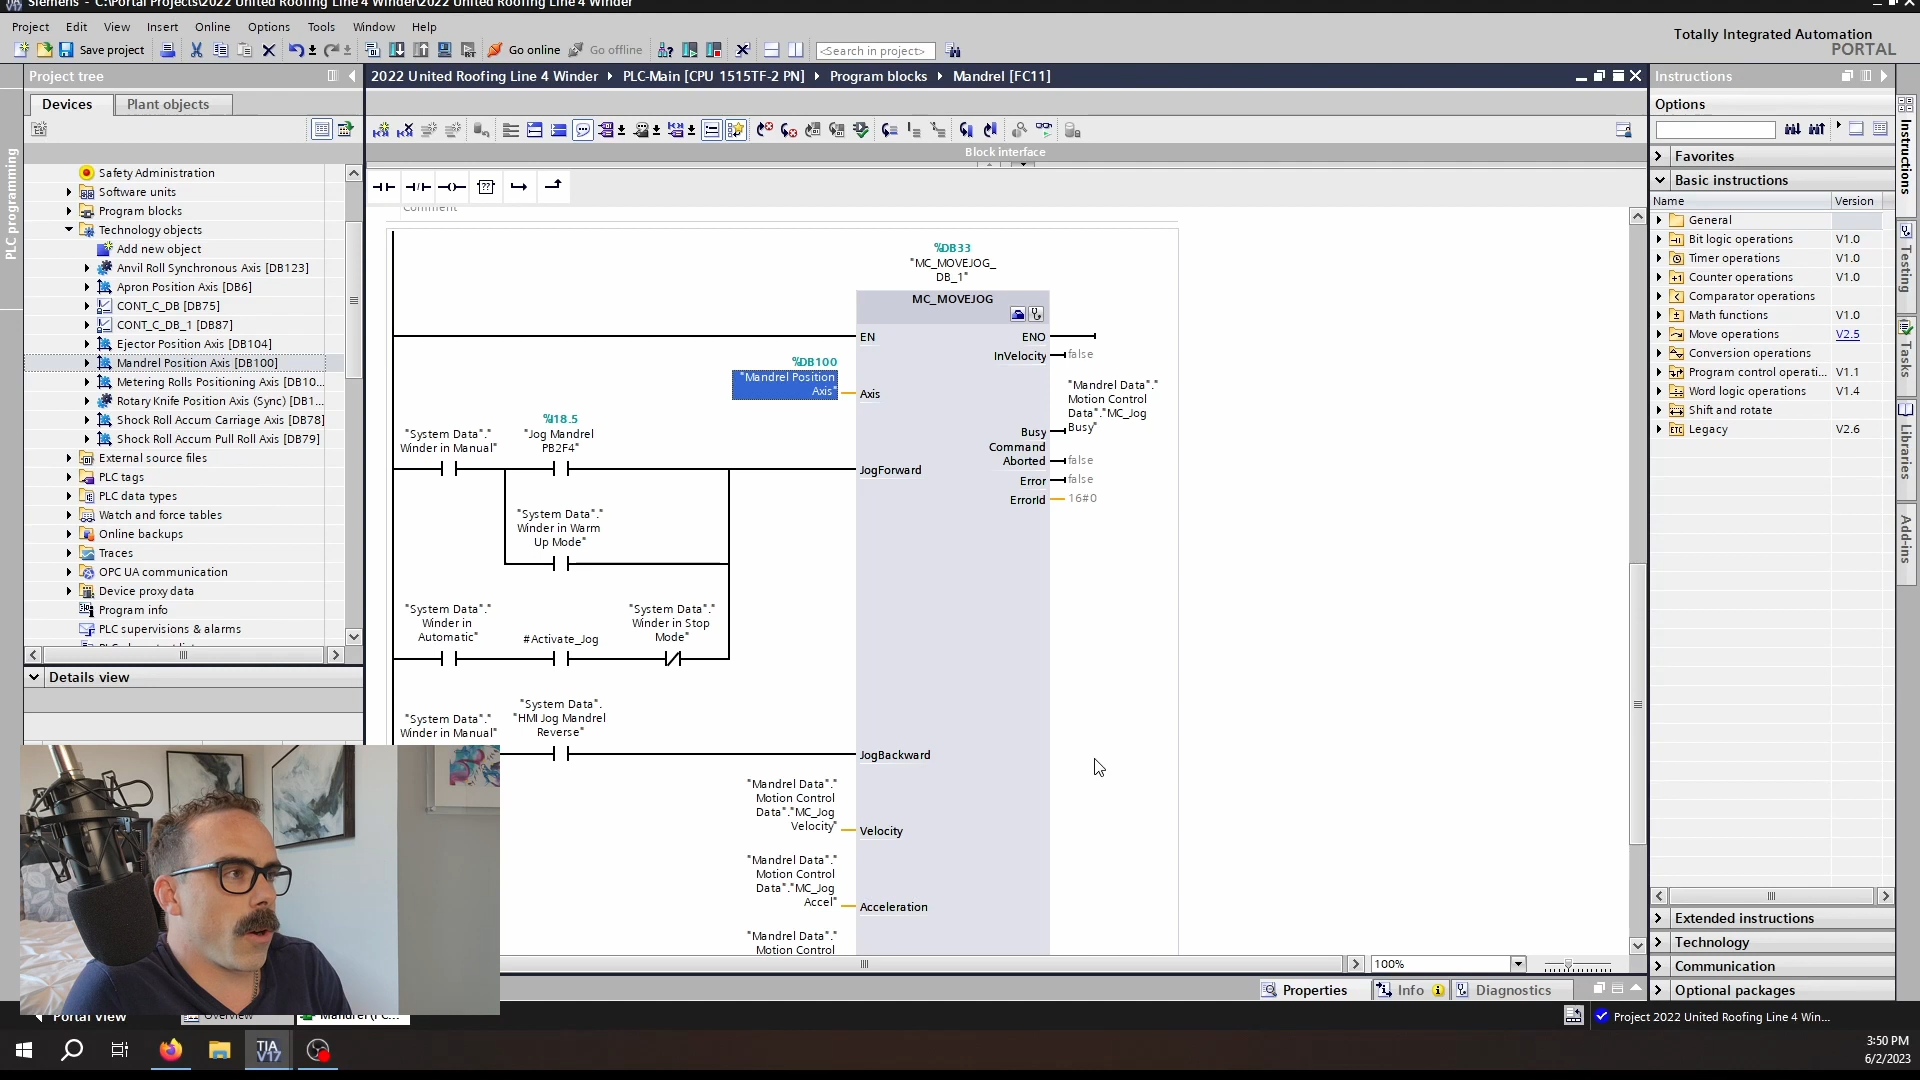 Siemens - C:\Portal Projects\2022 United Roofing Line 4 Winder\2022 United Roofing Line 4 Winder
Project Edit View Insert Online Options Tools Window Help
Totally Integrated Automation
PORTAL
Save project
Go online
Go offline
<Search in project>
Project tree
2022 United Roofing Line 4 Winder
PLC-Main [CPU 1515TF-2 PN]
Program blocks
Mandrel [FC11]
Instructions
Devices
Plant objects
Options
PLC programming
Block interface
Safety Administration
Software units
Program blocks
Technology objects
Add new object
Anvil Roll Synchronous Axis [DB123]
Apron Position Axis [DB6]
CONT_C_DB [DB75]
CONT_C_DB_1 [DB87]
Ejector Position Axis [DB104]
Mandrel Position Axis [DB100]
Metering Rolls Positioning Axis [DB10...
Rotary Knife Position Axis (Sync) [DB1...
Shock Roll Accum Carriage Axis [DB78]
Shock Roll Accum Pull Roll Axis [DB79]
External source files
PLC tags
PLC data types
Watch and force tables
Online backups
Traces
OPC UA communication
Device proxy data
Program info
PLC supervisions & alarms
Details view
Comment
%DB33
"MC_MOVEJOG_
DB_1"
MC_MOVEJOG
EN
ENO
InVelocity
false
%DB100
"Mandrel Position
Axis"
Axis
"Mandrel Data"."
Motion Control
Data"."MC_Jog
Busy"
Busy
Command
Aborted
false
Error
false
ErrorId
16#0
%I18.5
"System Data"."
Winder in Manual"
"Jog Mandrel
PB2F4"
JogForward
"System Data"."
Winder in Warm
Up Mode"
"System Data"."
Winder in
Automatic"
#Activate_Jog
"System Data"."
Winder in Stop
Mode"
"System Data"."
Winder in Manual"
"System Data".
"HMI Jog Mandrel
Reverse"
JogBackward
"Mandrel Data"."
Motion Control
Data"."MC_Jog
Velocity"
Velocity
"Mandrel Data"."
Motion Control
Data"."MC_Jog
Accel"
Acceleration
"Mandrel Data"."
Motion Control
100%
Properties
Info
Diagnostics
Favorites
Basic instructions
Name
Version
General
Bit logic operations V1.0
Timer operations V1.0
Counter operations V1.0
Comparator operations
Math functions V1.0
Move operations V2.5
Conversion operations
Program control operati... V1.1
Word logic operations V1.4
Shift and rotate
Legacy V2.6
Extended instructions
Technology
Communication
Optional packages
Instructions
Testing
Tasks
Libraries
Add-ins
Portal view
Overview
Mandrel (FC...
Project 2022 United Roofing Line 4 Win...
TIA
V17
3:50 PM
6/2/2023